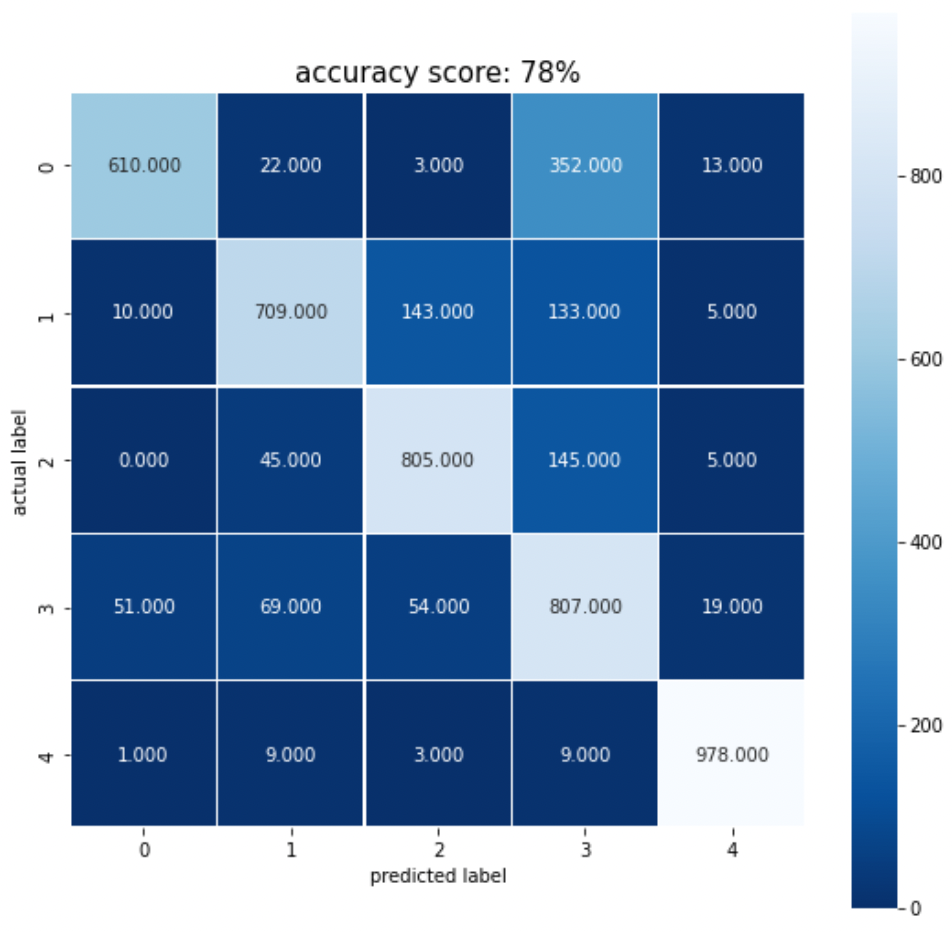 accuracy score: 78%
actual label
0 610.000 22.000 3.000 352.000 13.000
1 10.000 709.000 143.000 133.000 5.000
2 0.000 45.000 805.000 145.000 5.000
3 51.000 69.000 54.000 807.000 19.000
4 1.000 9.000 3.000 9.000 978.000
0 1 2 3 4
predicted label
800
600
400
200
0